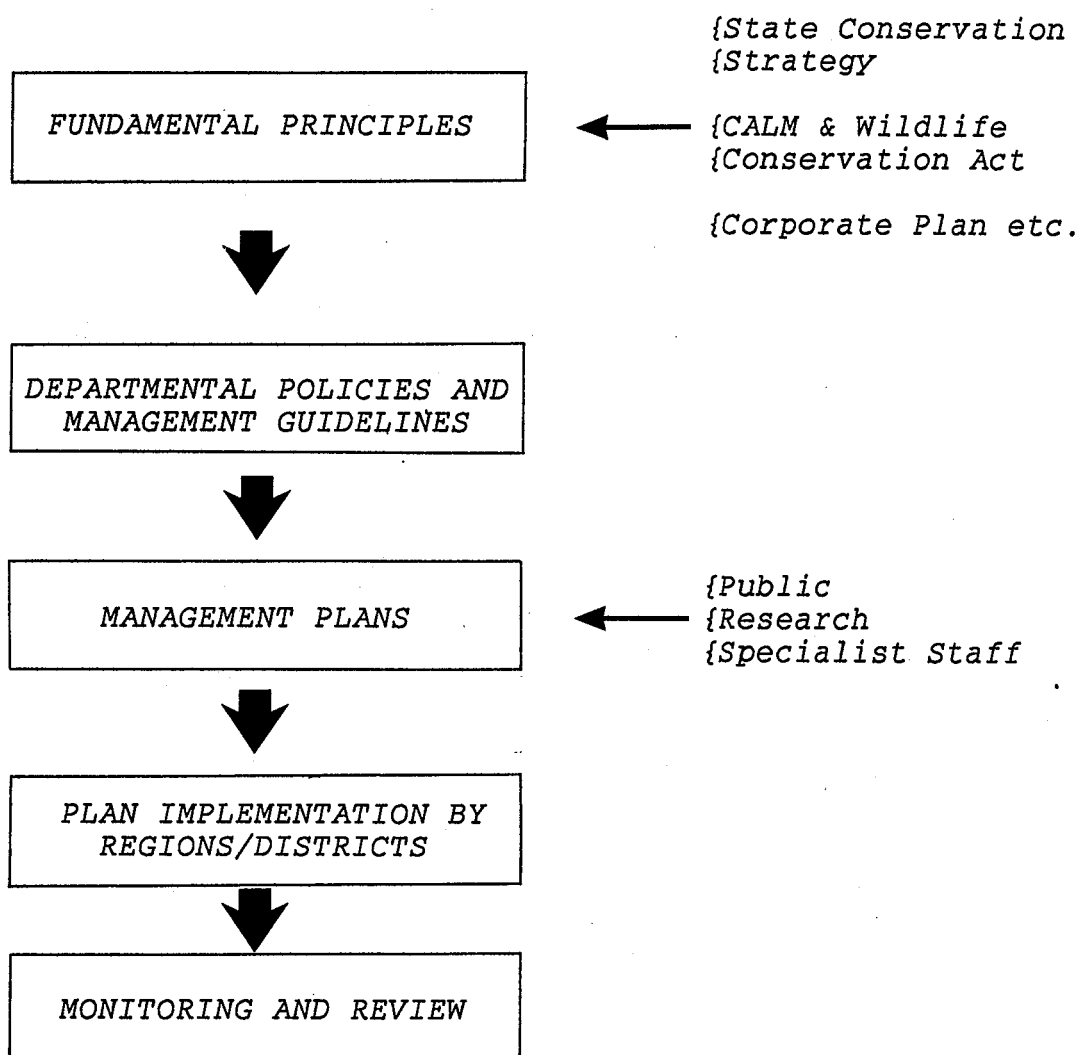 {State Conservation
{Strategy
FUNDAMENTAL PRINCIPLES
{CALM & Wildlife
{Conservation Act
{Corporate Plan etc.
DEPARTMENTAL POLICIES AND
MANAGEMENT GUIDELINES
MANAGEMENT PLANS
{Public
{Research
{Specialist Staff
PLAN IMPLEMENTATION BY
REGIONS/DISTRICTS
MONITORING AND REVIEW